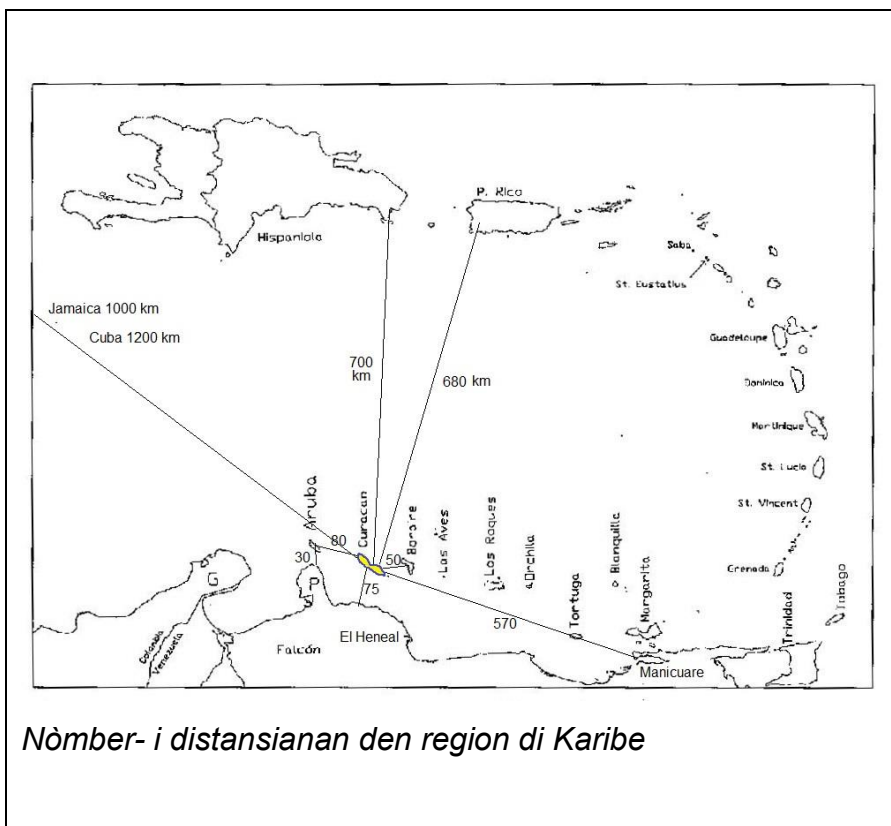 P. Rico
Hispaniola
Saba
St. Eustatius
Jamaica 1000 km
Cuba 1200 km
Guadeloupe
700
km
680 km
Dominica
Martinique
St. Lucia
St. Vincent
Aruba
Curacao
Bonaire
Las Aves
Los Roques
Orchila
Blanquilla
Grenada
80
50
30
75
G
P
Tortuga
Margarita
Trinidad
Tobago
570
El Heneal
Falcón
Colombia
Venezuela
Manicuare
Nòmber- i distansianan den region di Karibe